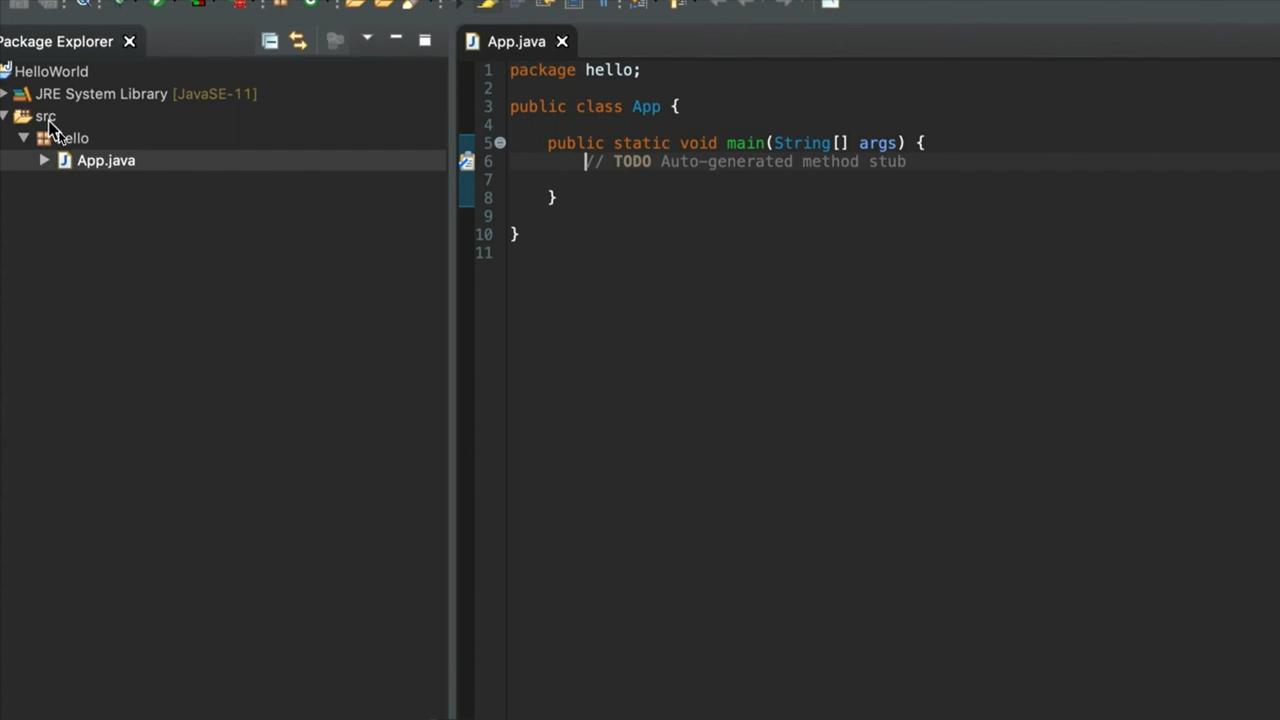 Package Explorer
HelloWorld
JRE System Library [JavaSE-11]
src
hello
App.java
App.java
1 package hello;
2
3 public class App {
4
5 public static void main(String[] args) {
6 // TODO Auto-generated method stub
7
8 }
9
10 }
11